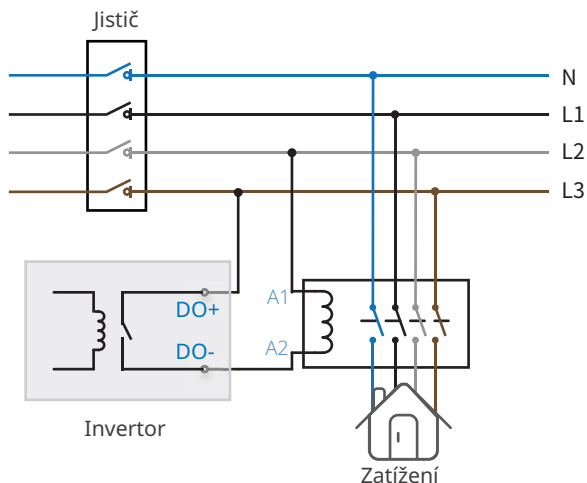 Jistič
N
L1
L2
L3
DO+
A1
DO-
A2
Invertor
Zatížení